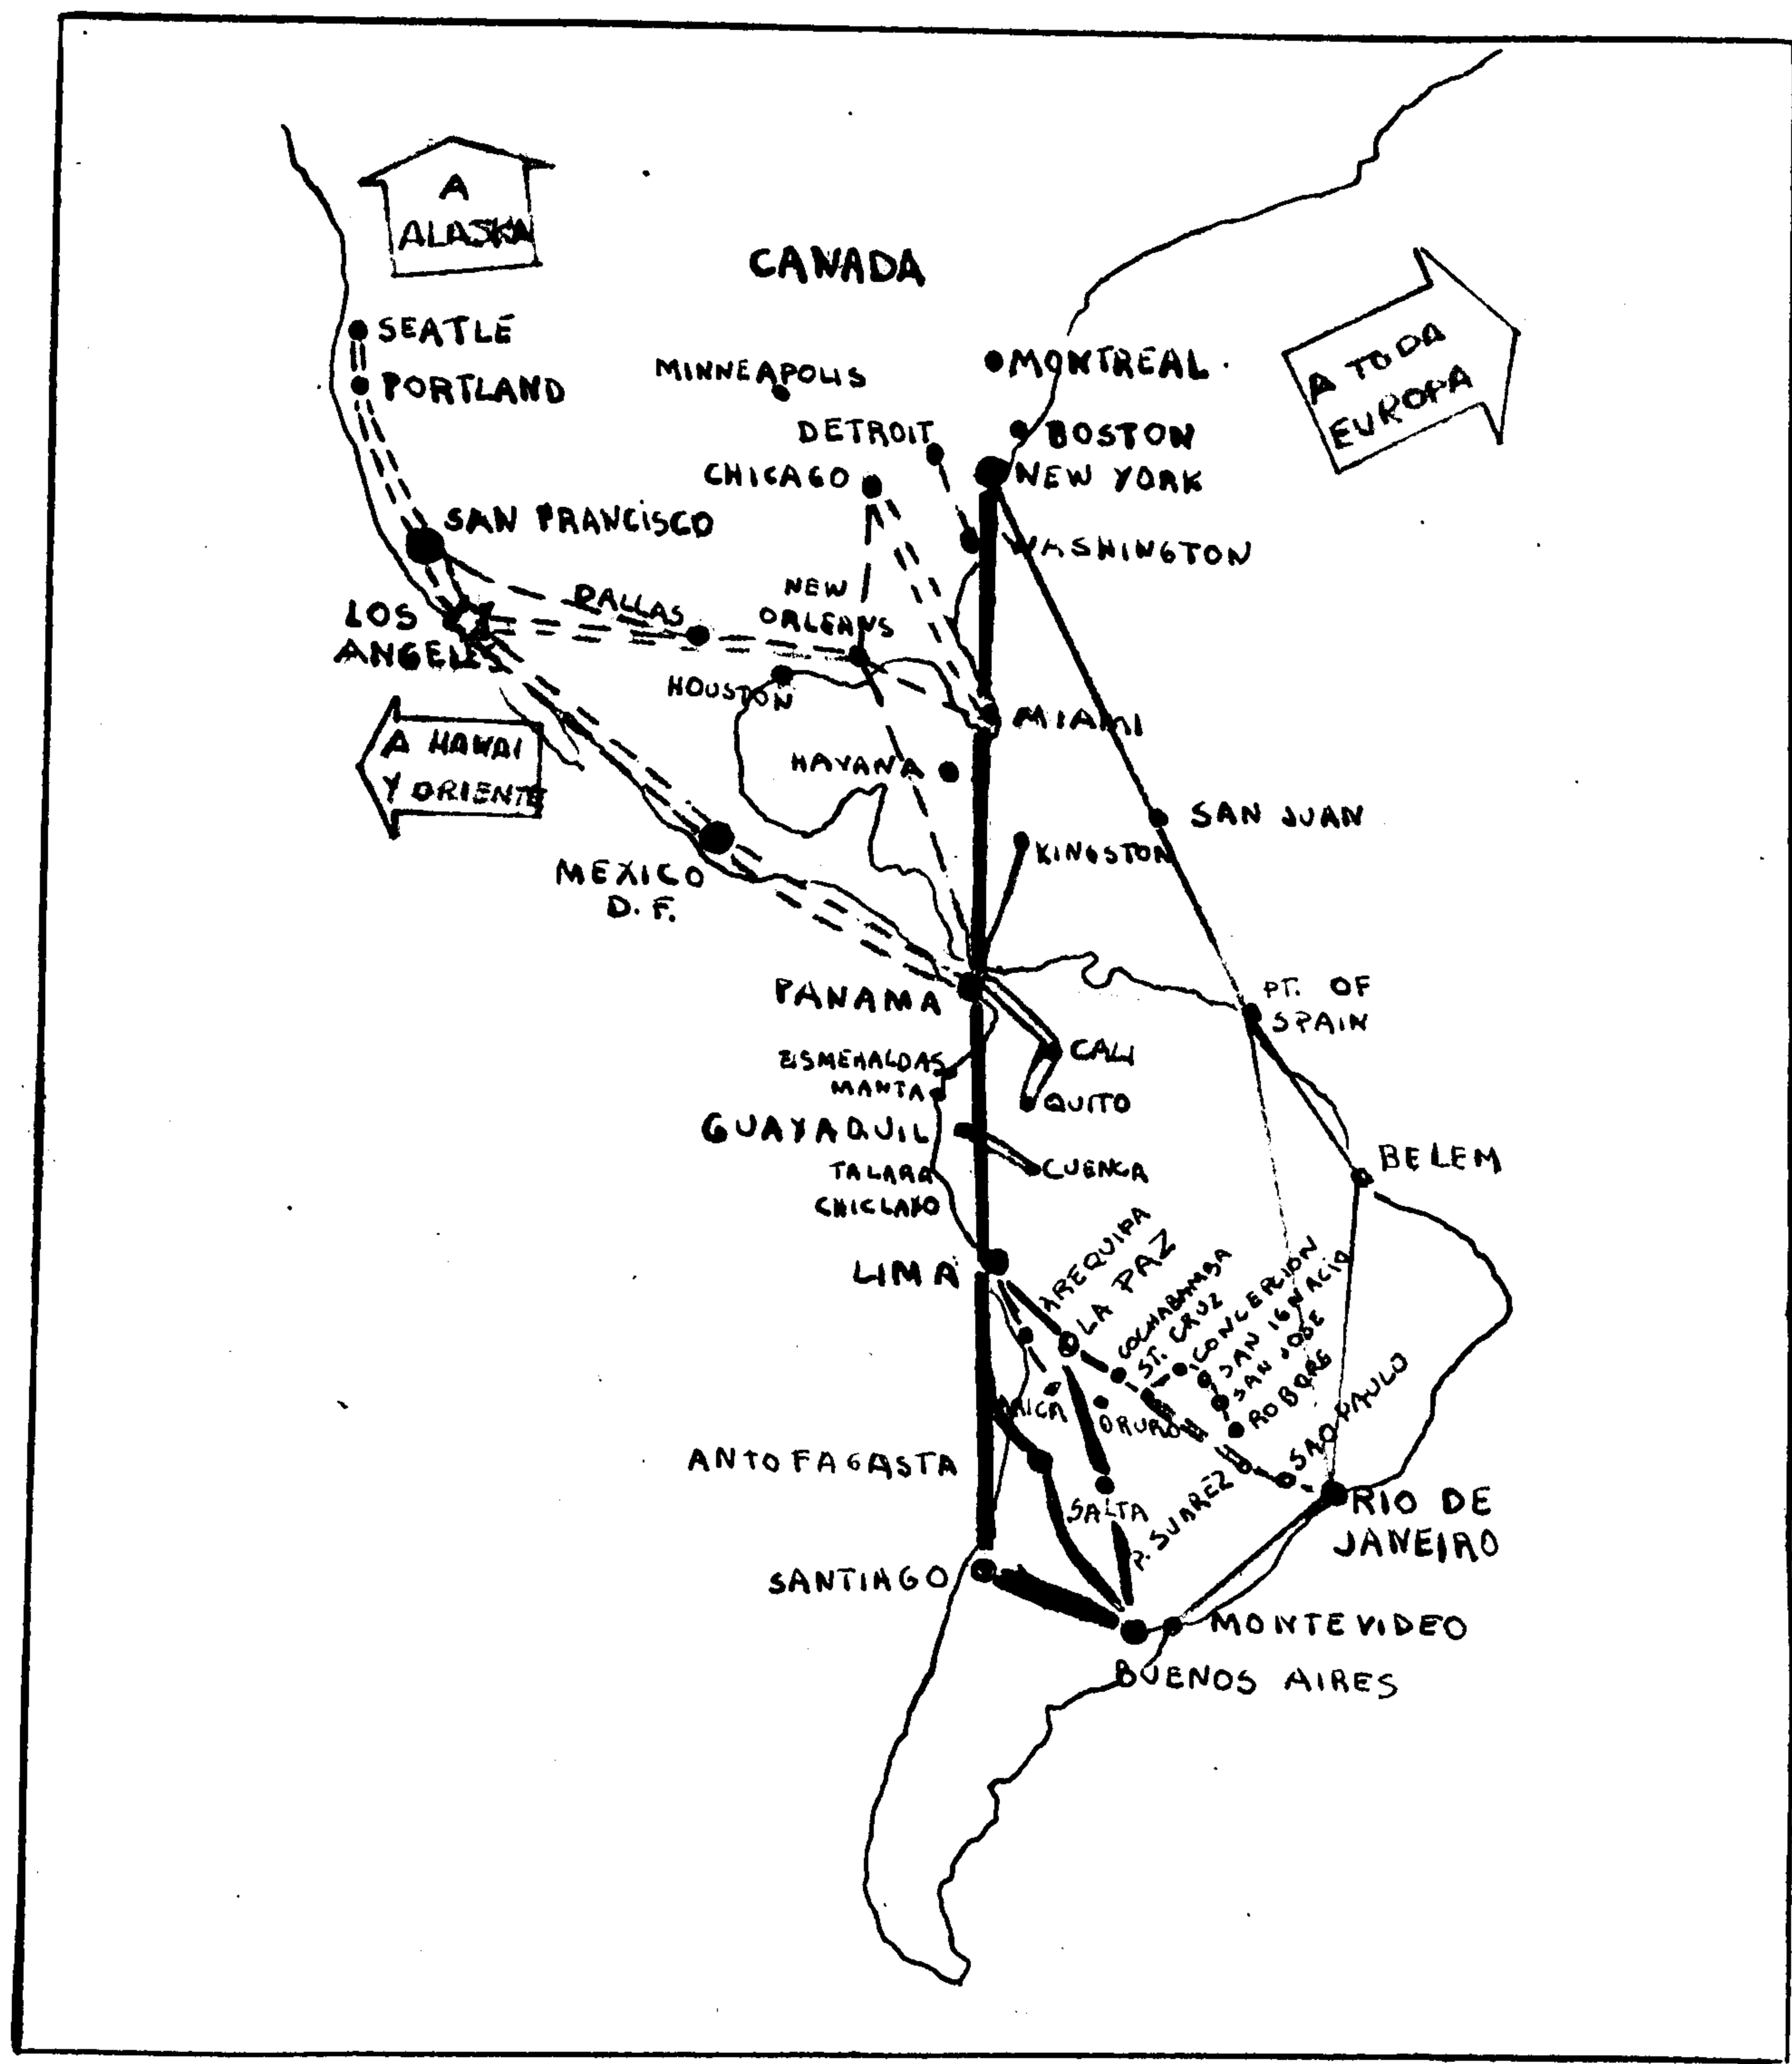 A
ALASKA
CANADA
SEATLE
MONTREAL
A TODA
EUROPA
MINNEAPOLIS
PORTLAND
DETROIT
BOSTON
CHICAGO
NEW YORK
SAN FRANCISCO
WASHINGTON
NEW
ORLEANS
DALLAS
LOS
ANGELES
HOUSTON
MIAMI
A HAWAI
Y ORIENTE
HAVANA
SAN JUAN
KINGSTON
MEXICO
D.F.
PANAMA
PT. OF
SPAIN
CALI
ESMERALDAS
MANTA
QUITO
GUAYAQUIL
BELEM
TALARA
CUENCA
CHICLAYO
LIMA
AREQUIPA
LA PAZ
COCHABAMBA
ST. CRUZ
CONCEPCION
SAN IGNACIO
SAN JOSE
ROBORE
SAO PAULO
ARICA
ORURO
ANTOFAGASTA
SALTA
P. SUAREZ
RIO DE
JANEIRO
SANTIAGO
MONTEVIDEO
BUENOS AIRES